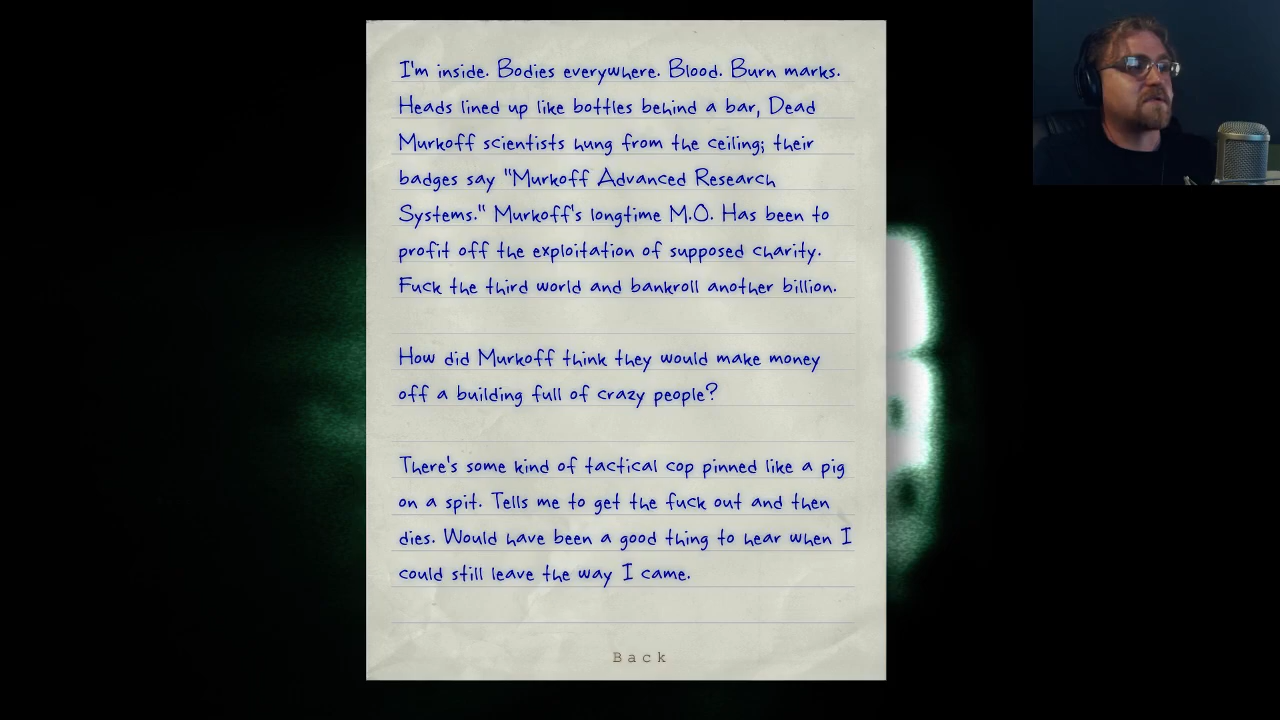 I'm inside. Bodies everywhere. Blood. Burn marks.
Heads lined up like bottles behind a bar, Dead
Murkoff scientists hung from the ceiling; their
badges say "Murkoff Advanced Research
Systems." Murkoff's longtime M.O. Has been to
profit off the exploitation of supposed charity.
Fuck the third world and bankroll another billion.
How did Murkoff think they would make money
off a building full of crazy people?
There's some kind of tactical cop pinned like a pig
on a spit. Tells me to get the fuck out and then
dies. Would have been a good thing to hear when I
could still leave the way I came.
Back